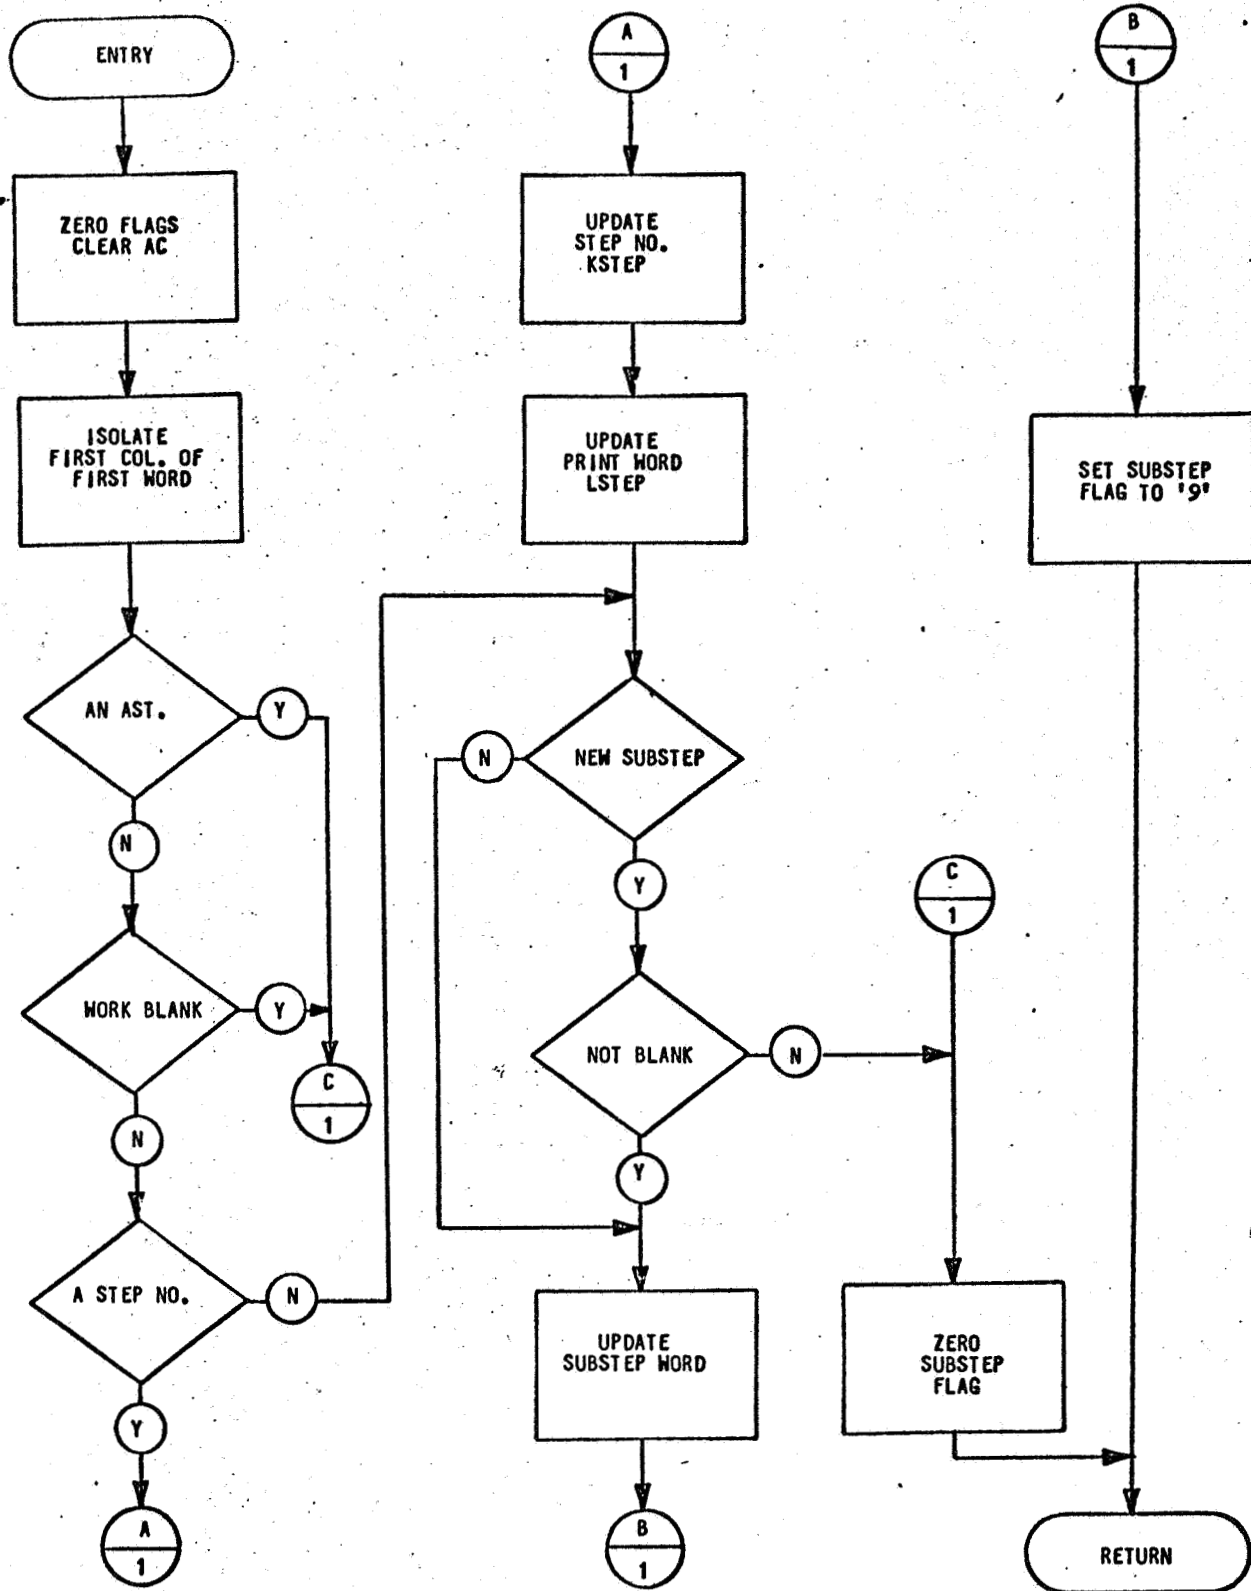 ENTRY
ZERO FLAGS
CLEAR AC
ISOLATE
FIRST COL. OF
FIRST WORD
AN AST.
Y
N
WORK BLANK
Y
C
1
N
A STEP NO.
N
Y
A
1
A
1
UPDATE
STEP NO.
KSTEP
UPDATE
PRINT WORD
LSTEP
NEW SUBSTEP
N
Y
NOT BLANK
N
Y
UPDATE
SUBSTEP WORD
B
1
C
1
ZERO
SUBSTEP
FLAG
B
1
SET SUBSTEP
FLAG TO '9'
RETURN